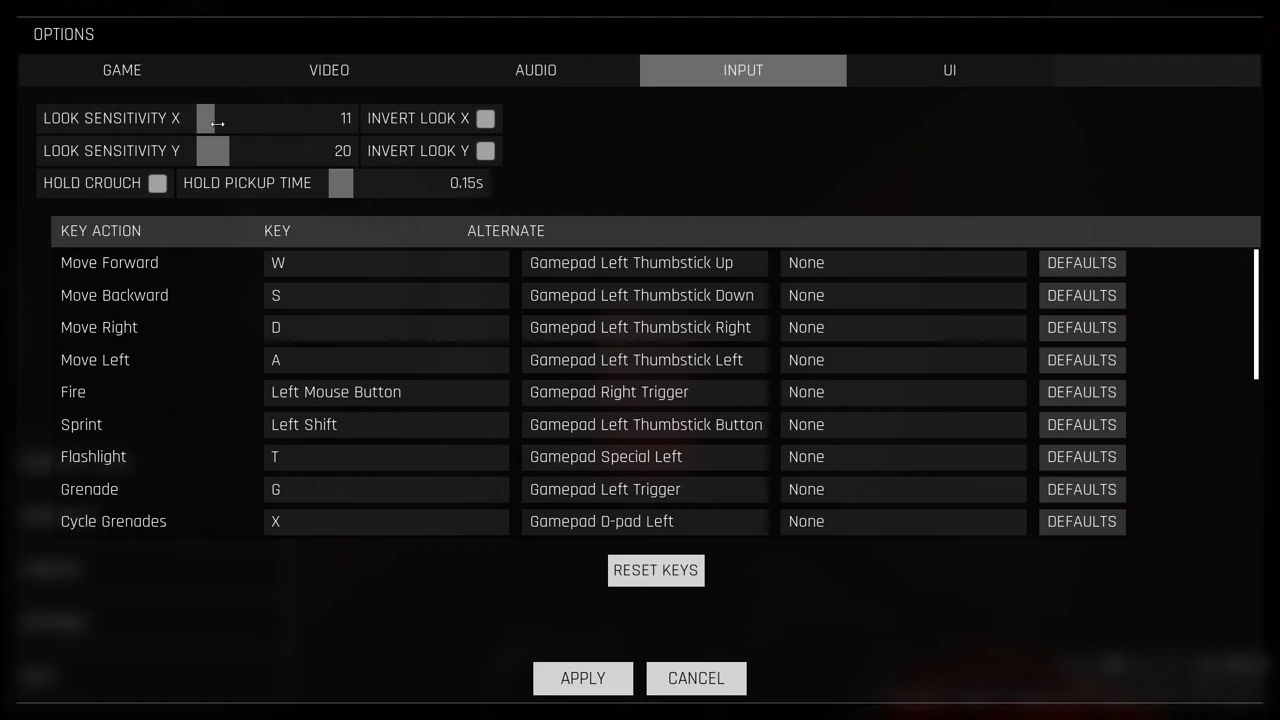 OPTIONS
GAME VIDEO AUDIO INPUT UI
LOOK SENSITIVITY X 11 INVERT LOOK X
LOOK SENSITIVITY Y 20 INVERT LOOK Y
HOLD CROUCH HOLD PICKUP TIME 0.15s
KEY ACTION KEY ALTERNATE
Move Forward W Gamepad Left Thumbstick Up None DEFAULTS
Move Backward S Gamepad Left Thumbstick Down None DEFAULTS
Move Right D Gamepad Left Thumbstick Right None DEFAULTS
Move Left A Gamepad Left Thumbstick Left None DEFAULTS
Fire Left Mouse Button Gamepad Right Trigger None DEFAULTS
Sprint Left Shift Gamepad Left Thumbstick Button None DEFAULTS
Flashlight T Gamepad Special Left None DEFAULTS
Grenade G Gamepad Left Trigger None DEFAULTS
Cycle Grenades X Gamepad D-pad Left None DEFAULTS
RESET KEYS
APPLY CANCEL